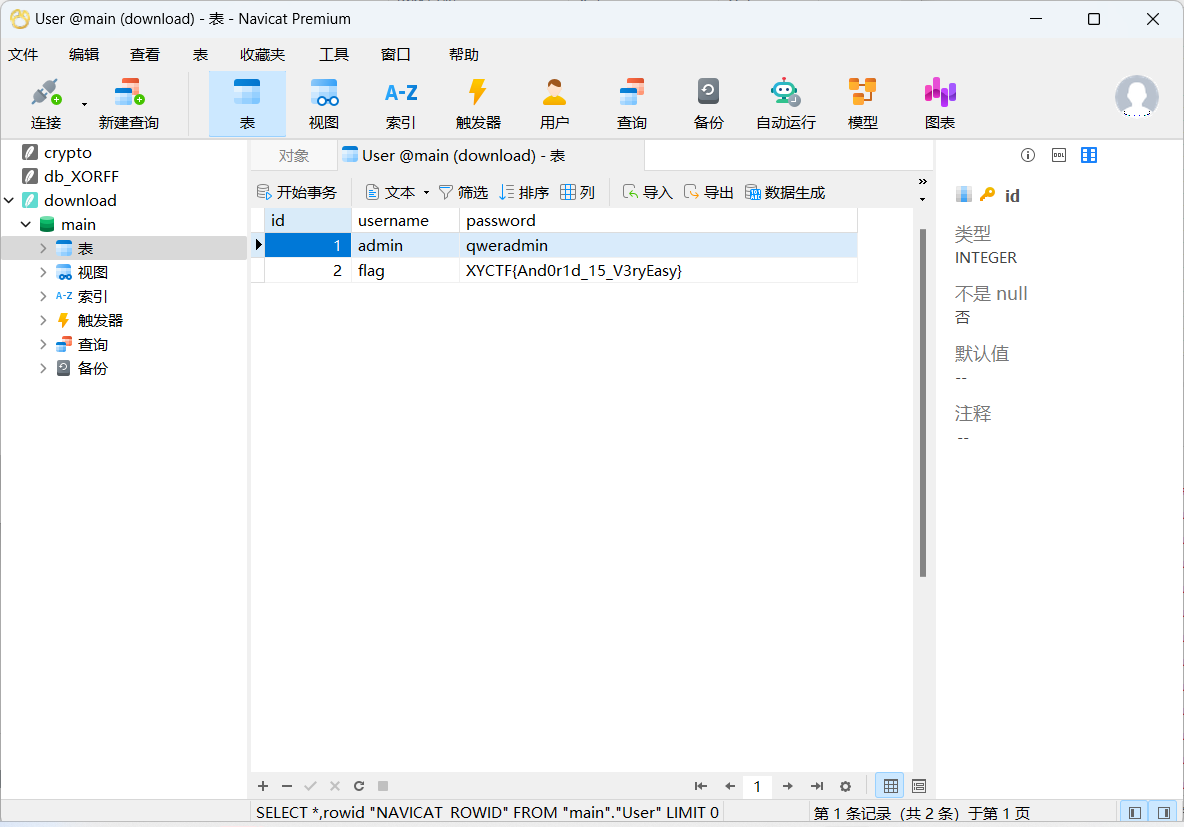 User @main (download) - 表 - Navicat Premium
文件 编辑 查看 表 收藏夹 工具 窗口 帮助
连接 新建查询 表 视图 A-Z 索引 触发器 用户 查询 备份 自动运行 模型 图表
crypto
db_XORFF
download
main
表
视图
A-Z 索引
触发器
查询
备份
对象 User @main (download) - 表
开始事务 文本 筛选 排序 列 导入 导出 数据生成 »
id username password
1 admin qweradmin
2 flag XYCTF{And0r1d_15_V3ryEasy}
DDL
id
类型
INTEGER
不是 null
否
默认值
--
注释
--
1
SELECT *,rowid "NAVICAT_ROWID" FROM "main"."User" LIMIT 0
第 1 条记录（共 2 条）于第 1 页